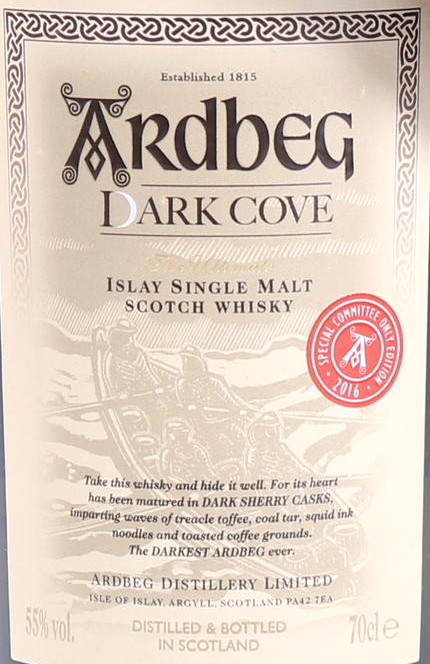 Established 1815
ARDBEG
DARK COVE
The Ultimate
ISLAY SINGLE MALT
SCOTCH WHISKY
SPECIAL COMMITTEE ONLY EDITION
A
• 2016 •
Take this whisky and hide it well. For its heart
has been matured in DARK SHERRY CASKS,
imparting waves of treacle toffee, coal tar, squid ink
noodles and toasted coffee grounds.
The DARKEST ARDBEG ever.
ARDBEG DISTILLERY LIMITED
ISLE OF ISLAY, ARGYLL, SCOTLAND PA42 7EA
55% vol.
DISTILLED & BOTTLED
IN SCOTLAND
70cl e